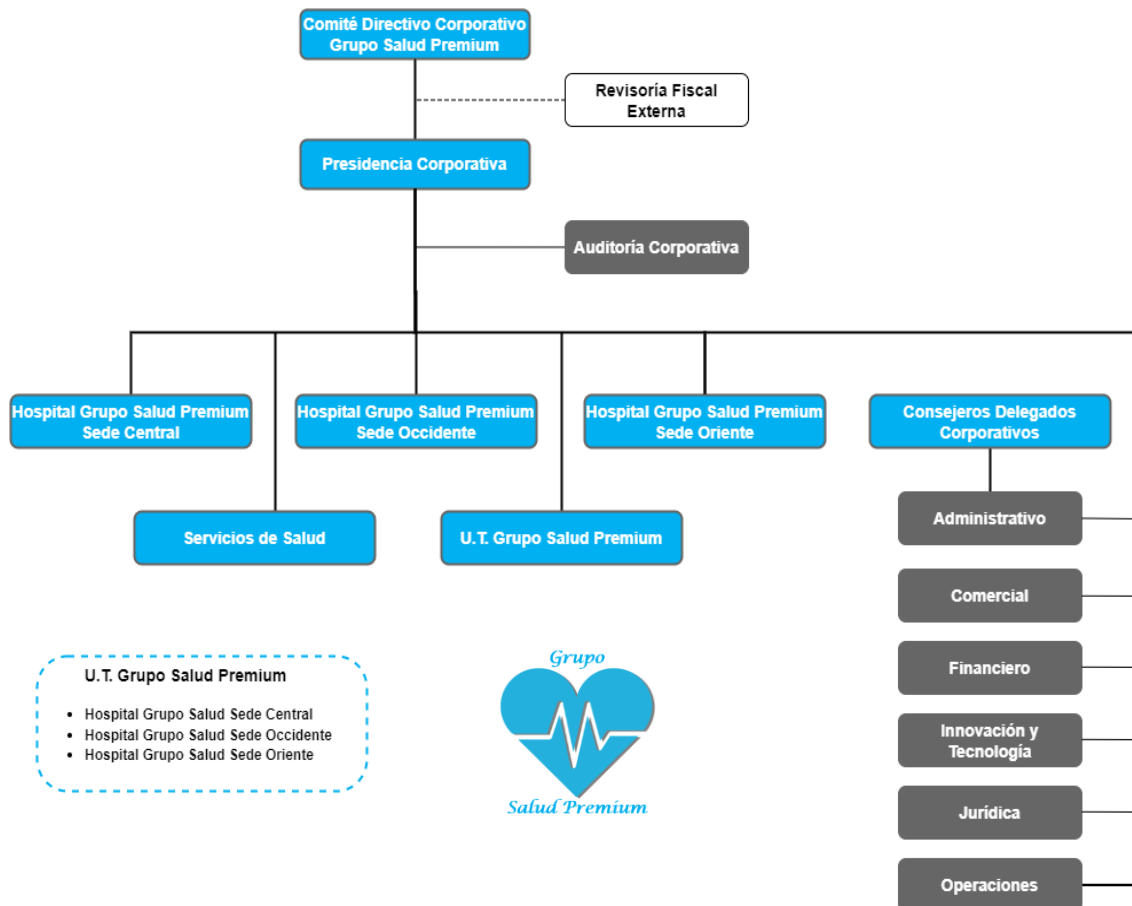 Comité Directivo Corporativo
Grupo Salud Premium
Revisoría Fiscal
Externa
Presidencia Corporativa
Auditoría Corporativa
Hospital Grupo Salud Premium
Sede Central
Hospital Grupo Salud Premium
Sede Occidente
Hospital Grupo Salud Premium
Sede Oriente
Consejeros Delegados
Corporativos
Servicios de Salud
U.T. Grupo Salud Premium
Administrativo
Comercial
Financiero
Innovación y
Tecnología
Jurídica
Operaciones
U.T. Grupo Salud Premium
• Hospital Grupo Salud Sede Central
• Hospital Grupo Salud Sede Occidente
• Hospital Grupo Salud Sede Oriente
Grupo
Salud Premium